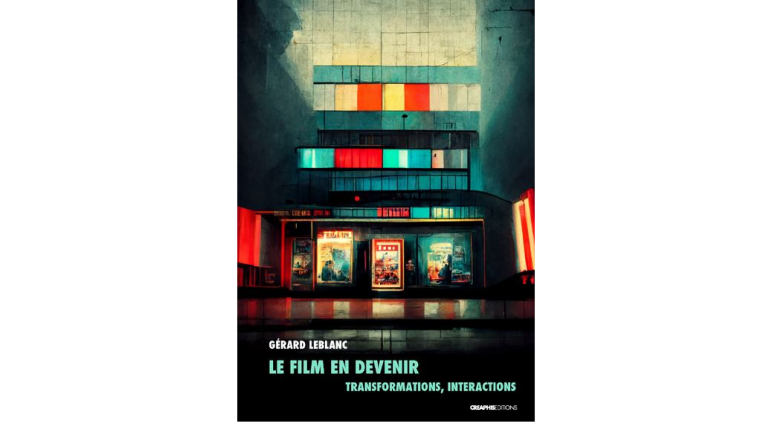 GÉRARD LEBLANC
LE FILM EN DEVENIR
TRANSFORMATIONS, INTERACTIONS
CREAPHISEDITIONS